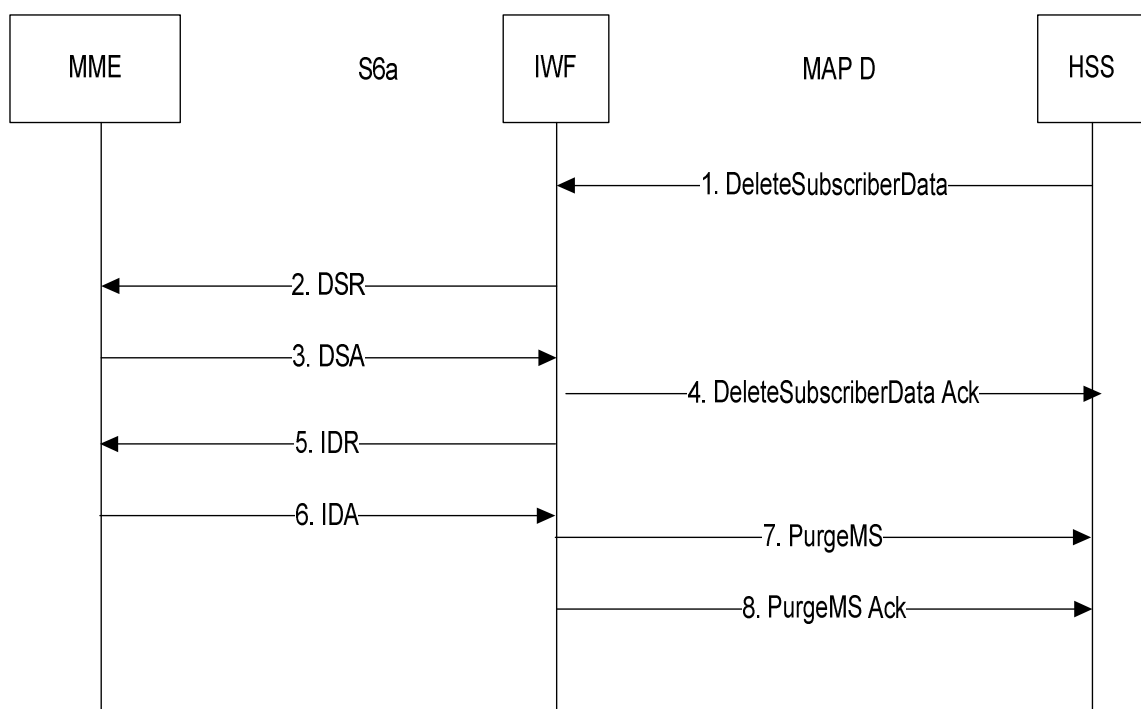 MME
S6a
IWF
MAP D
HSS
1. DeleteSubscriberData
2. DSR
3. DSA
4. DeleteSubscriberData Ack
5. IDR
6. IDA
7. PurgeMS
8. PurgeMS Ack